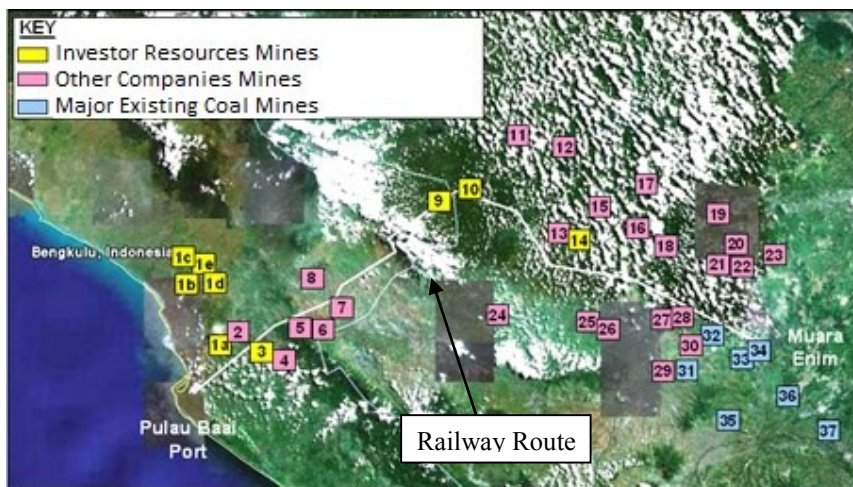 KEY
Investor Resources Mines
Other Companies Mines
Major Existing Coal Mines
11
12
17
10
9
15
19
13
14
16
18
20
23
21
22
Bengkulu, Indonesia
1c
1e
1b
1d
8
7
24
2
5
6
25
26
27
28
32
1a
3
4
30
33
34
Muara
Enim
29
31
36
35
37
Pulau Baai
Port
Railway Route